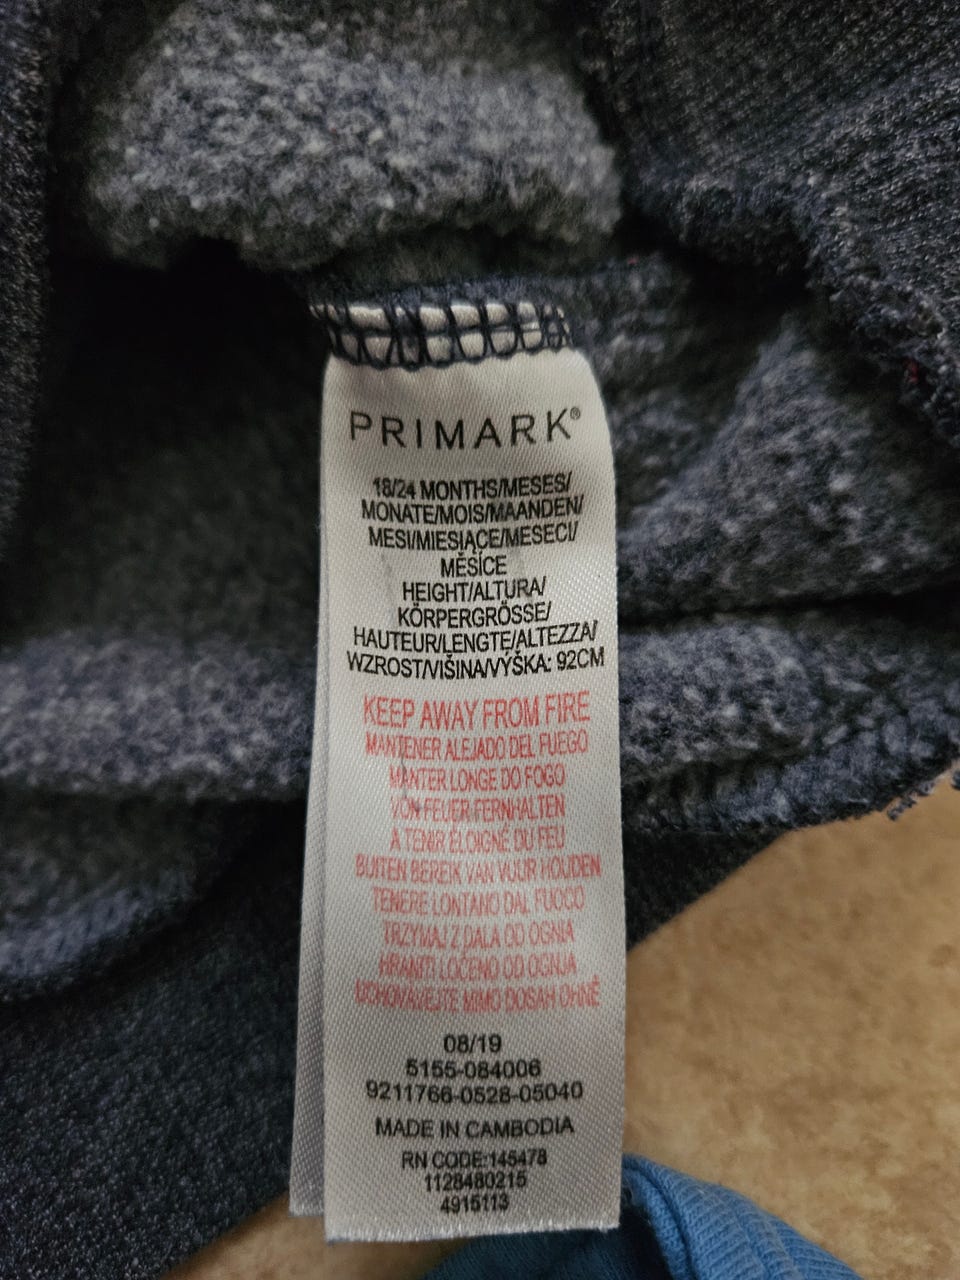 PRIMARK®
18/24 MONTHS/MESES/
MONATE/MOIS/MAANDEN/
MESI/MIESIĄCE/MESECI/
MĚSÍCE
HEIGHT/ALTURA/
KÖRPERGRÖSSE/
HAUTEUR/LENGTE/ALTEZZA/
WZROST/VIŠINA/VÝŠKA: 92CM
KEEP AWAY FROM FIRE
MANTENER ALEJADO DEL FUEGO
MANTER LONGE DO FOGO
VON FEUER FERNHALTEN
À TENIR ÉLOIGNÉ DU FEU
BUITEN BEREIK VAN VUUR HOUDEN
TENERE LONTANO DAL FUOCO
TRZYMAJ Z DALA OD OGNIA
HRANITI LOČENO OD OGNJA
UCHOVÁVEJTE MIMO DOSAH OHNĚ
08/19
5155-084006
9211766-0528-05040
MADE IN CAMBODIA
RN CODE:145478
1128480215
4915113